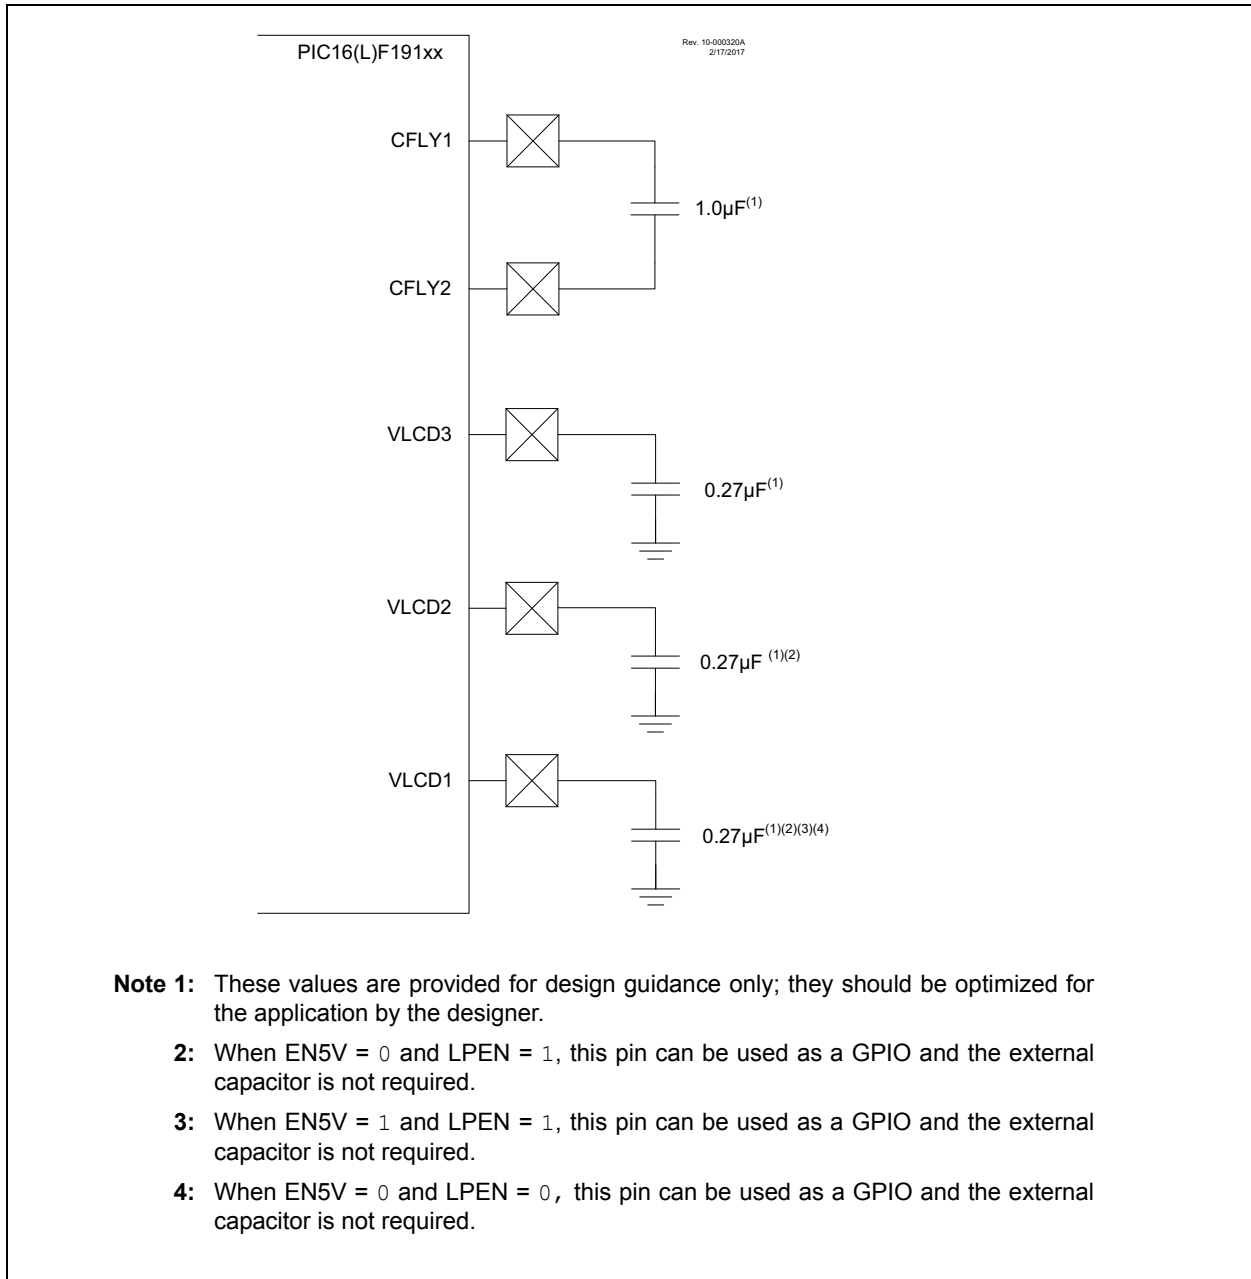 PIC16(L)F191xx
Rev. 10-000320A
2/17/2017
CFLY1
1.0µF(1)
CFLY2
VLCD3
0.27µF(1)
VLCD2
0.27µF (1)(2)
VLCD1
0.27µF(1)(2)(3)(4)
Note 1: These values are provided for design guidance only; they should be optimized for
the application by the designer.
2: When EN5V = 0 and LPEN = 1, this pin can be used as a GPIO and the external
capacitor is not required.
3: When EN5V = 1 and LPEN = 1, this pin can be used as a GPIO and the external
capacitor is not required.
4: When EN5V = 0 and LPEN = 0, this pin can be used as a GPIO and the external
capacitor is not required.